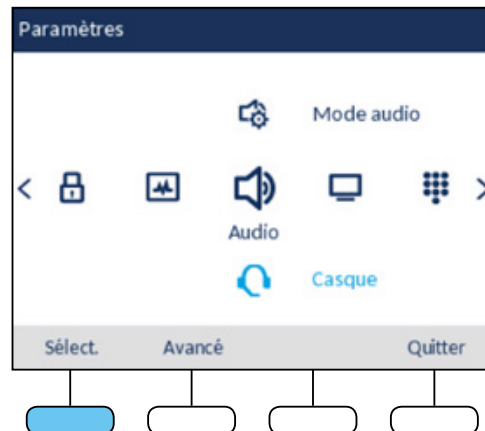 Paramètres
Mode audio
Audio
Casque
Sélect. Avancé Quitter